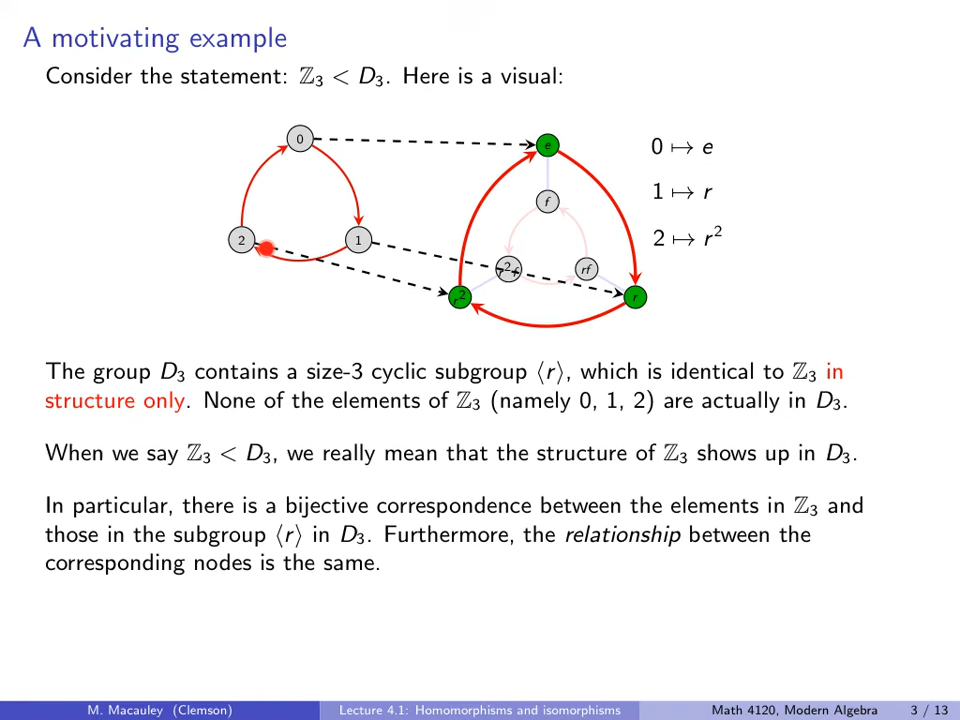 A motivating example
Consider the statement: ℤ₃ < D₃. Here is a visual:
0
e
0 ↦ e
1 ↦ r
f
2
1
2 ↦ r²
r²f
rf
r²
r
The group D₃ contains a size-3 cyclic subgroup ⟨r⟩, which is identical to ℤ₃ in
structure only. None of the elements of ℤ₃ (namely 0, 1, 2) are actually in D₃.
When we say ℤ₃ < D₃, we really mean that the structure of ℤ₃ shows up in D₃.
In particular, there is a bijective correspondence between the elements in ℤ₃ and
those in the subgroup ⟨r⟩ in D₃. Furthermore, the relationship between the
corresponding nodes is the same.
M. Macauley (Clemson)
Lecture 4.1: Homomorphisms and isomorphisms
Math 4120, Modern Algebra
3 / 13